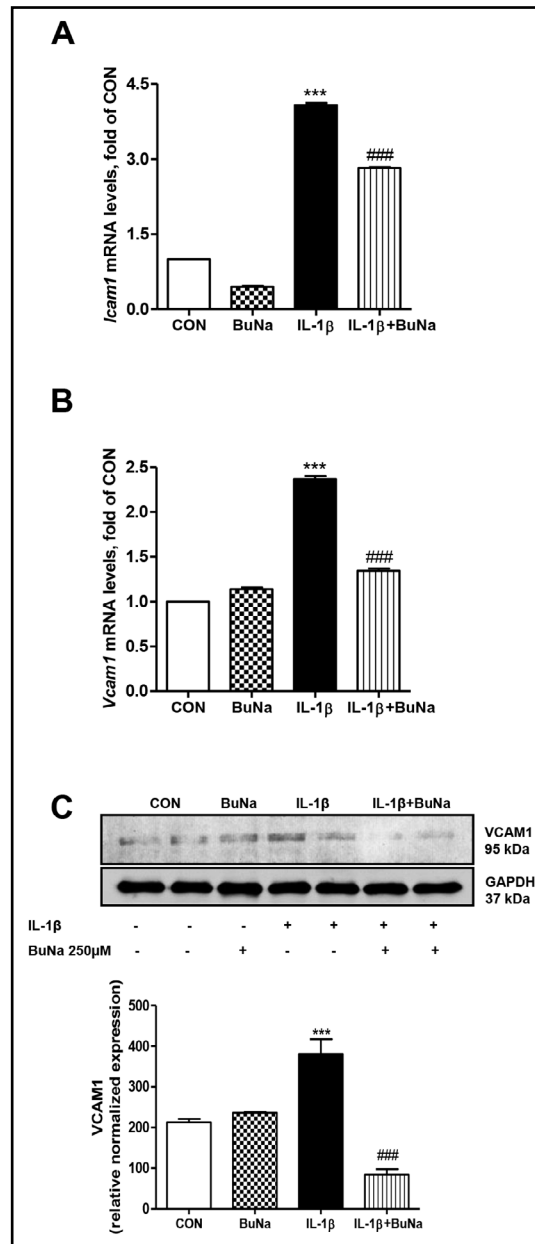 A
Icam1 mRNA levels, fold of CON
4.5
3.0
1.5
0.0
***
###
CON BuNa IL-1β IL-1β+BuNa
B
Vcam1 mRNA levels, fold of CON
2.5
2.0
1.5
1.0
0.5
0.0
***
###
CON BuNa IL-1β IL-1β+BuNa
C
CON BuNa IL-1β IL-1β+BuNa
VCAM1
95 kDa
GAPDH
37 kDa
IL-1β - - - + + + +
BuNa 250μM - - + - - + +
VCAM1
(relative normalized expression)
500
400
300
200
100
0
***
###
CON BuNa IL-1β IL-1β+BuNa